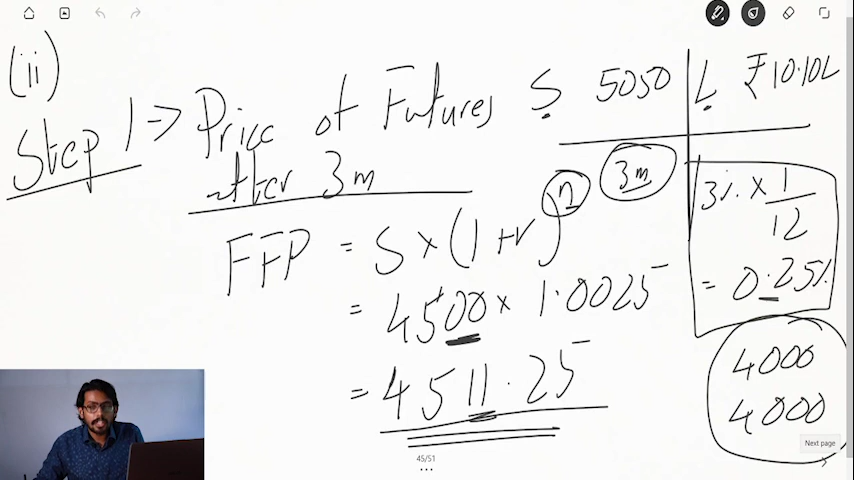 (ii)
Step 1 => Price of Futures
after 3m
S 5050 L ₹10.10L
FFP = S × (1+r)^n
3m
= 4500 × 1.0025
= 4511.25
3% × 1/12
= 0.25%
4000
4000
Next page
45/51